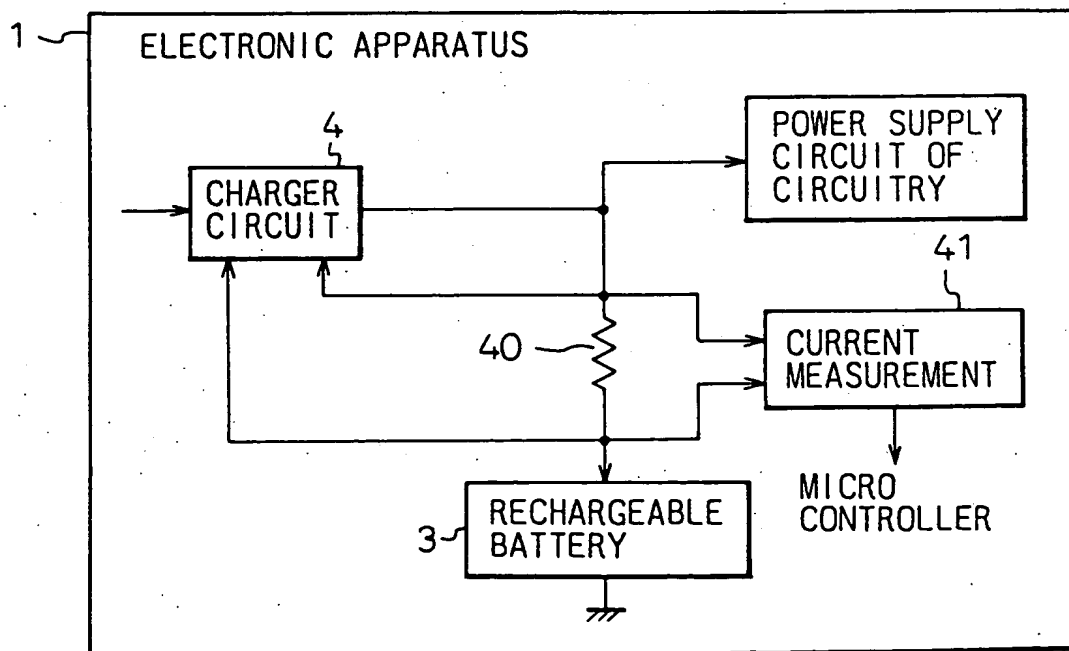 1
ELECTRONIC APPARATUS
4
CHARGER
CIRCUIT
POWER SUPPLY
CIRCUIT OF
CIRCUITRY
41
CURRENT
MEASUREMENT
40
MICRO
CONTROLLER
3
RECHARGEABLE
BATTERY